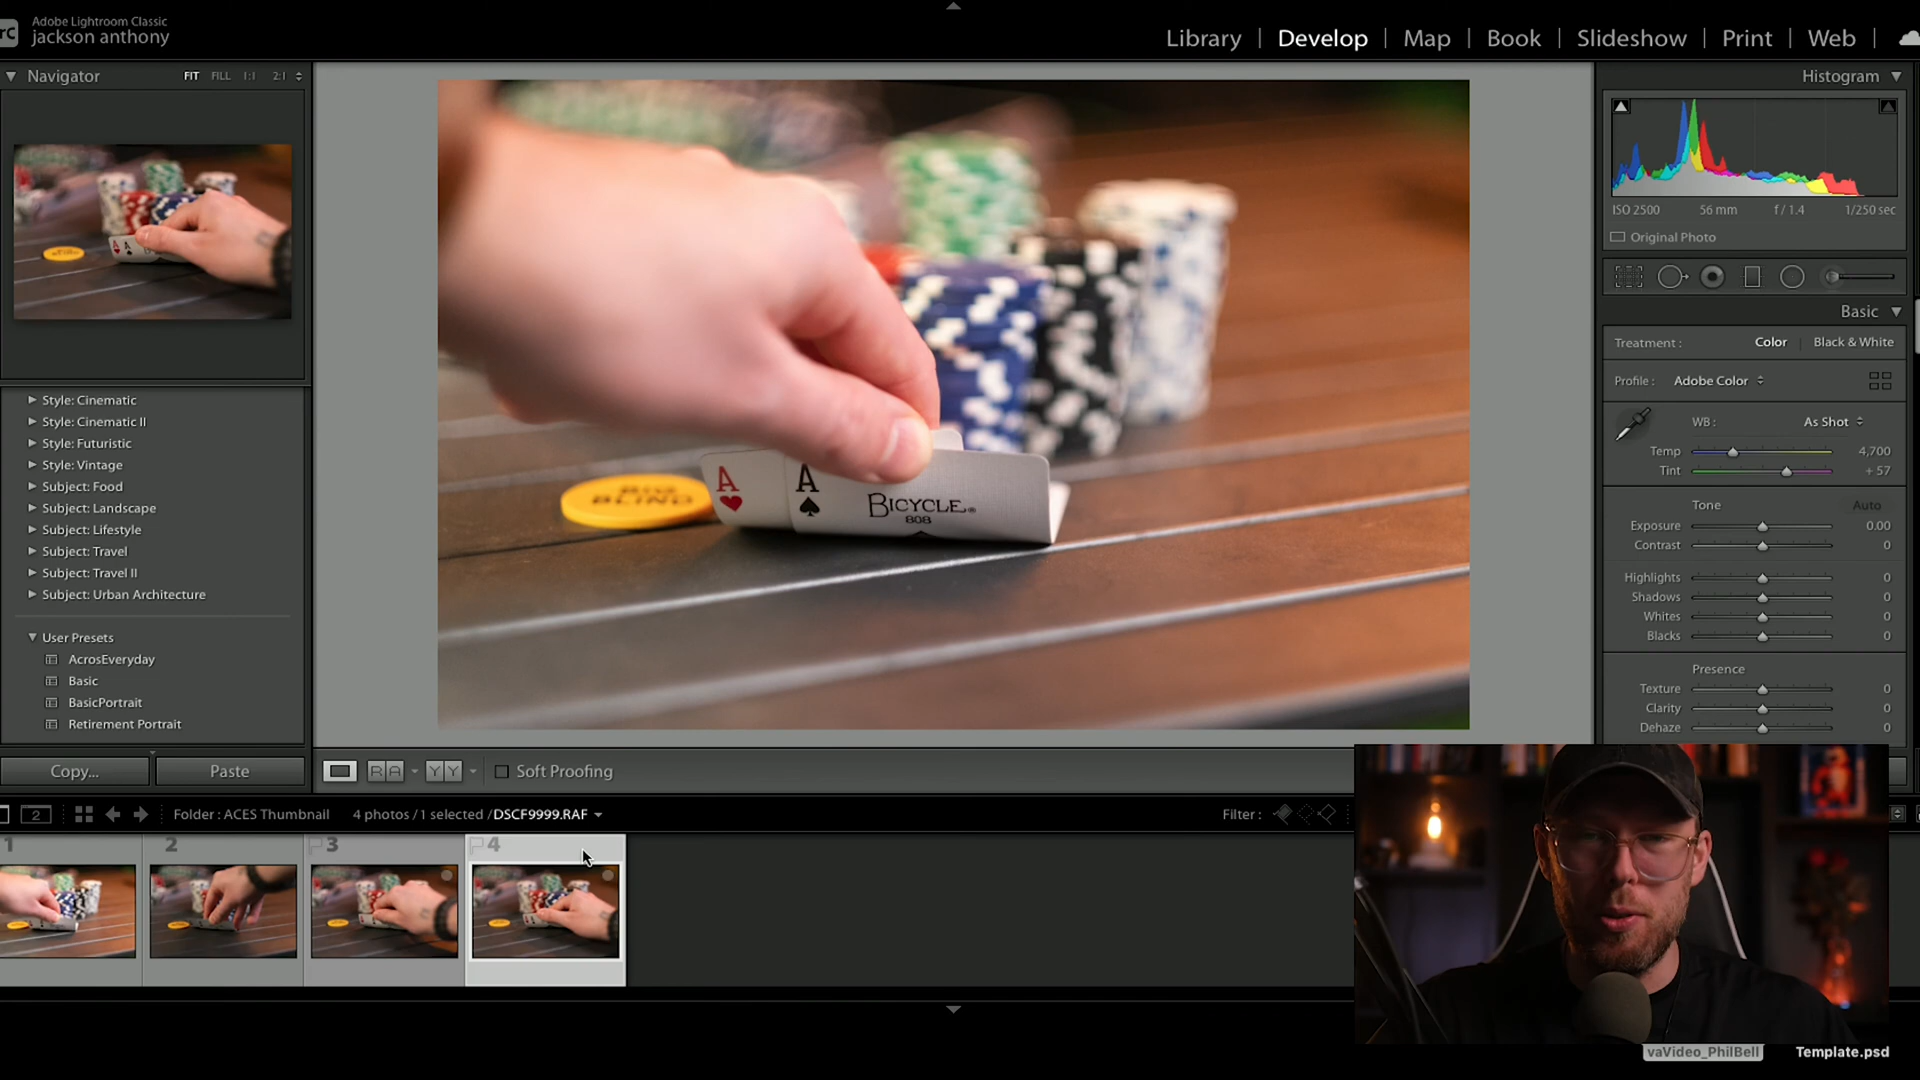 rC
Adobe Lightroom Classic
jackson anthony
Library | Develop | Map | Book | Slideshow | Print | Web |
Navigator
FIT FILL 1:1 2:1
Histogram
ISO 2500 56 mm f / 1.4 1/250 sec
Original Photo
Basic
Treatment : Color | Black & White
Profile : Adobe Color
WB : As Shot
Temp 4,700
Tint + 57
Tone Auto
Exposure 0.00
Contrast 0
Highlights 0
Shadows 0
Whites 0
Blacks 0
Presence
Texture 0
Clarity 0
Dehaze 0
Style: Cinematic
Style: Cinematic II
Style: Futuristic
Style: Vintage
Subject: Food
Subject: Landscape
Subject: Lifestyle
Subject: Travel
Subject: Travel II
Subject: Urban Architecture
User Presets
AcrosEveryday
Basic
BasicPortrait
Retirement Portrait
BIG
BLIND
A
A
BICYCLE®
808
Copy...
Paste
R A
Y Y
Soft Proofing
2
Folder : ACES Thumbnail
4 photos / 1 selected / DSCF9999.RAF
Filter :
1
2
3
4
vaVideo_PhilBell
Template.psd